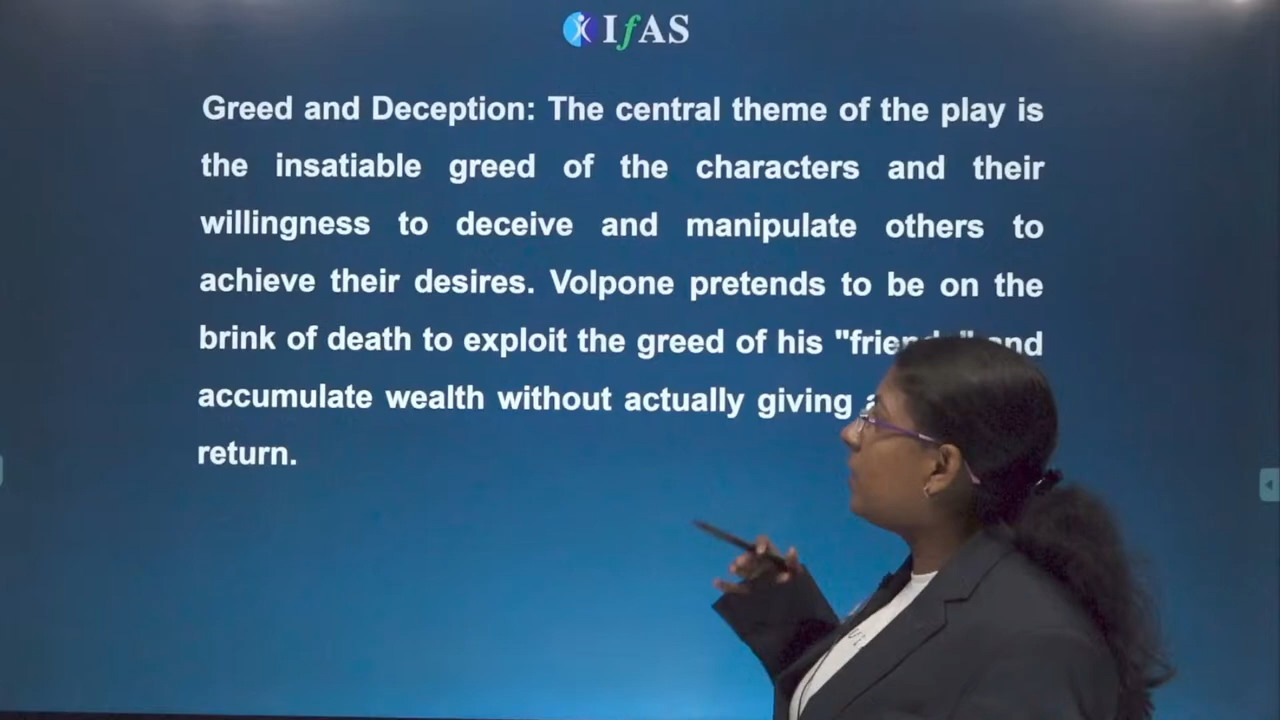 IfAS
Greed and Deception: The central theme of the play is
the insatiable greed of the characters and their
willingness to deceive and manipulate others to
achieve their desires. Volpone pretends to be on the
brink of death to exploit the greed of his "friends" and
accumulate wealth without actually giving
return.